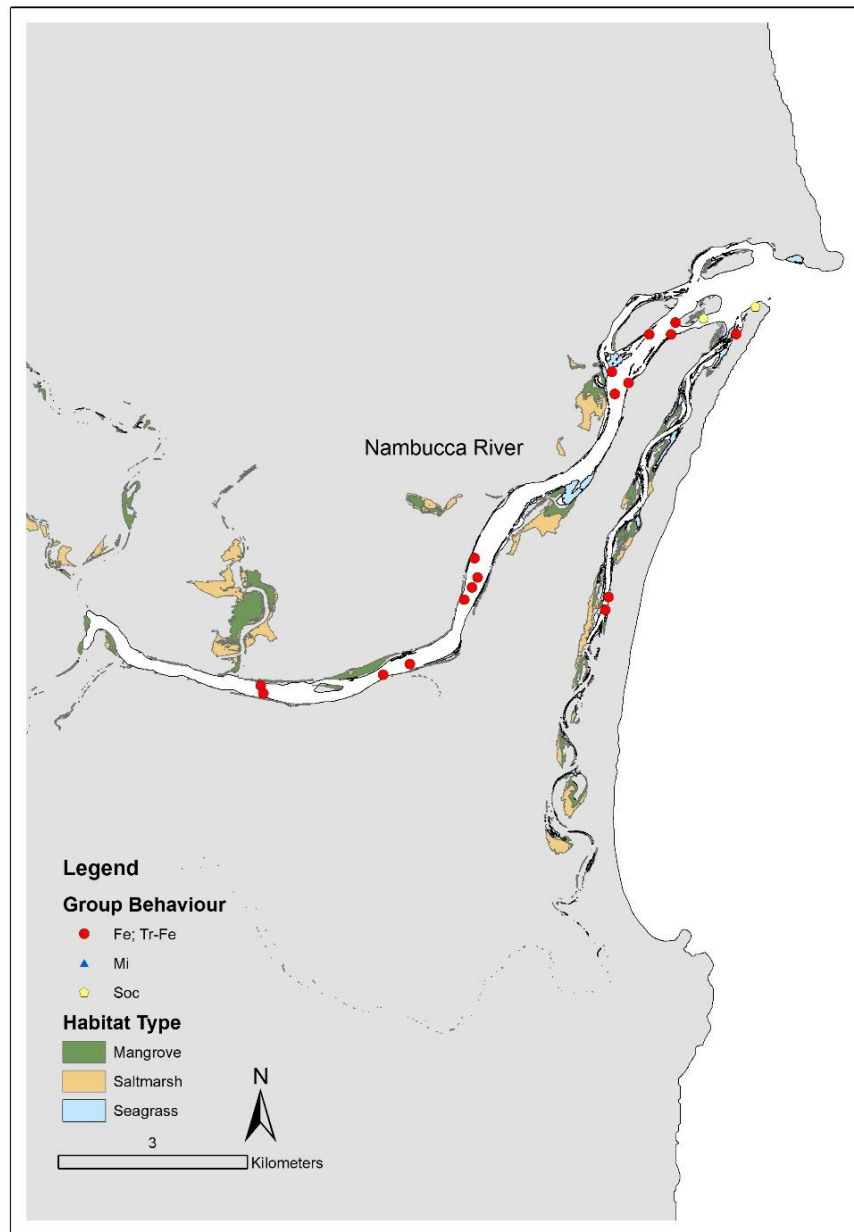 Nambucca River
Legend
Group Behaviour
Fe; Tr-Fe
Mi
Soc
Habitat Type
Mangrove
Saltmarsh
Seagrass
N
3
Kilometers